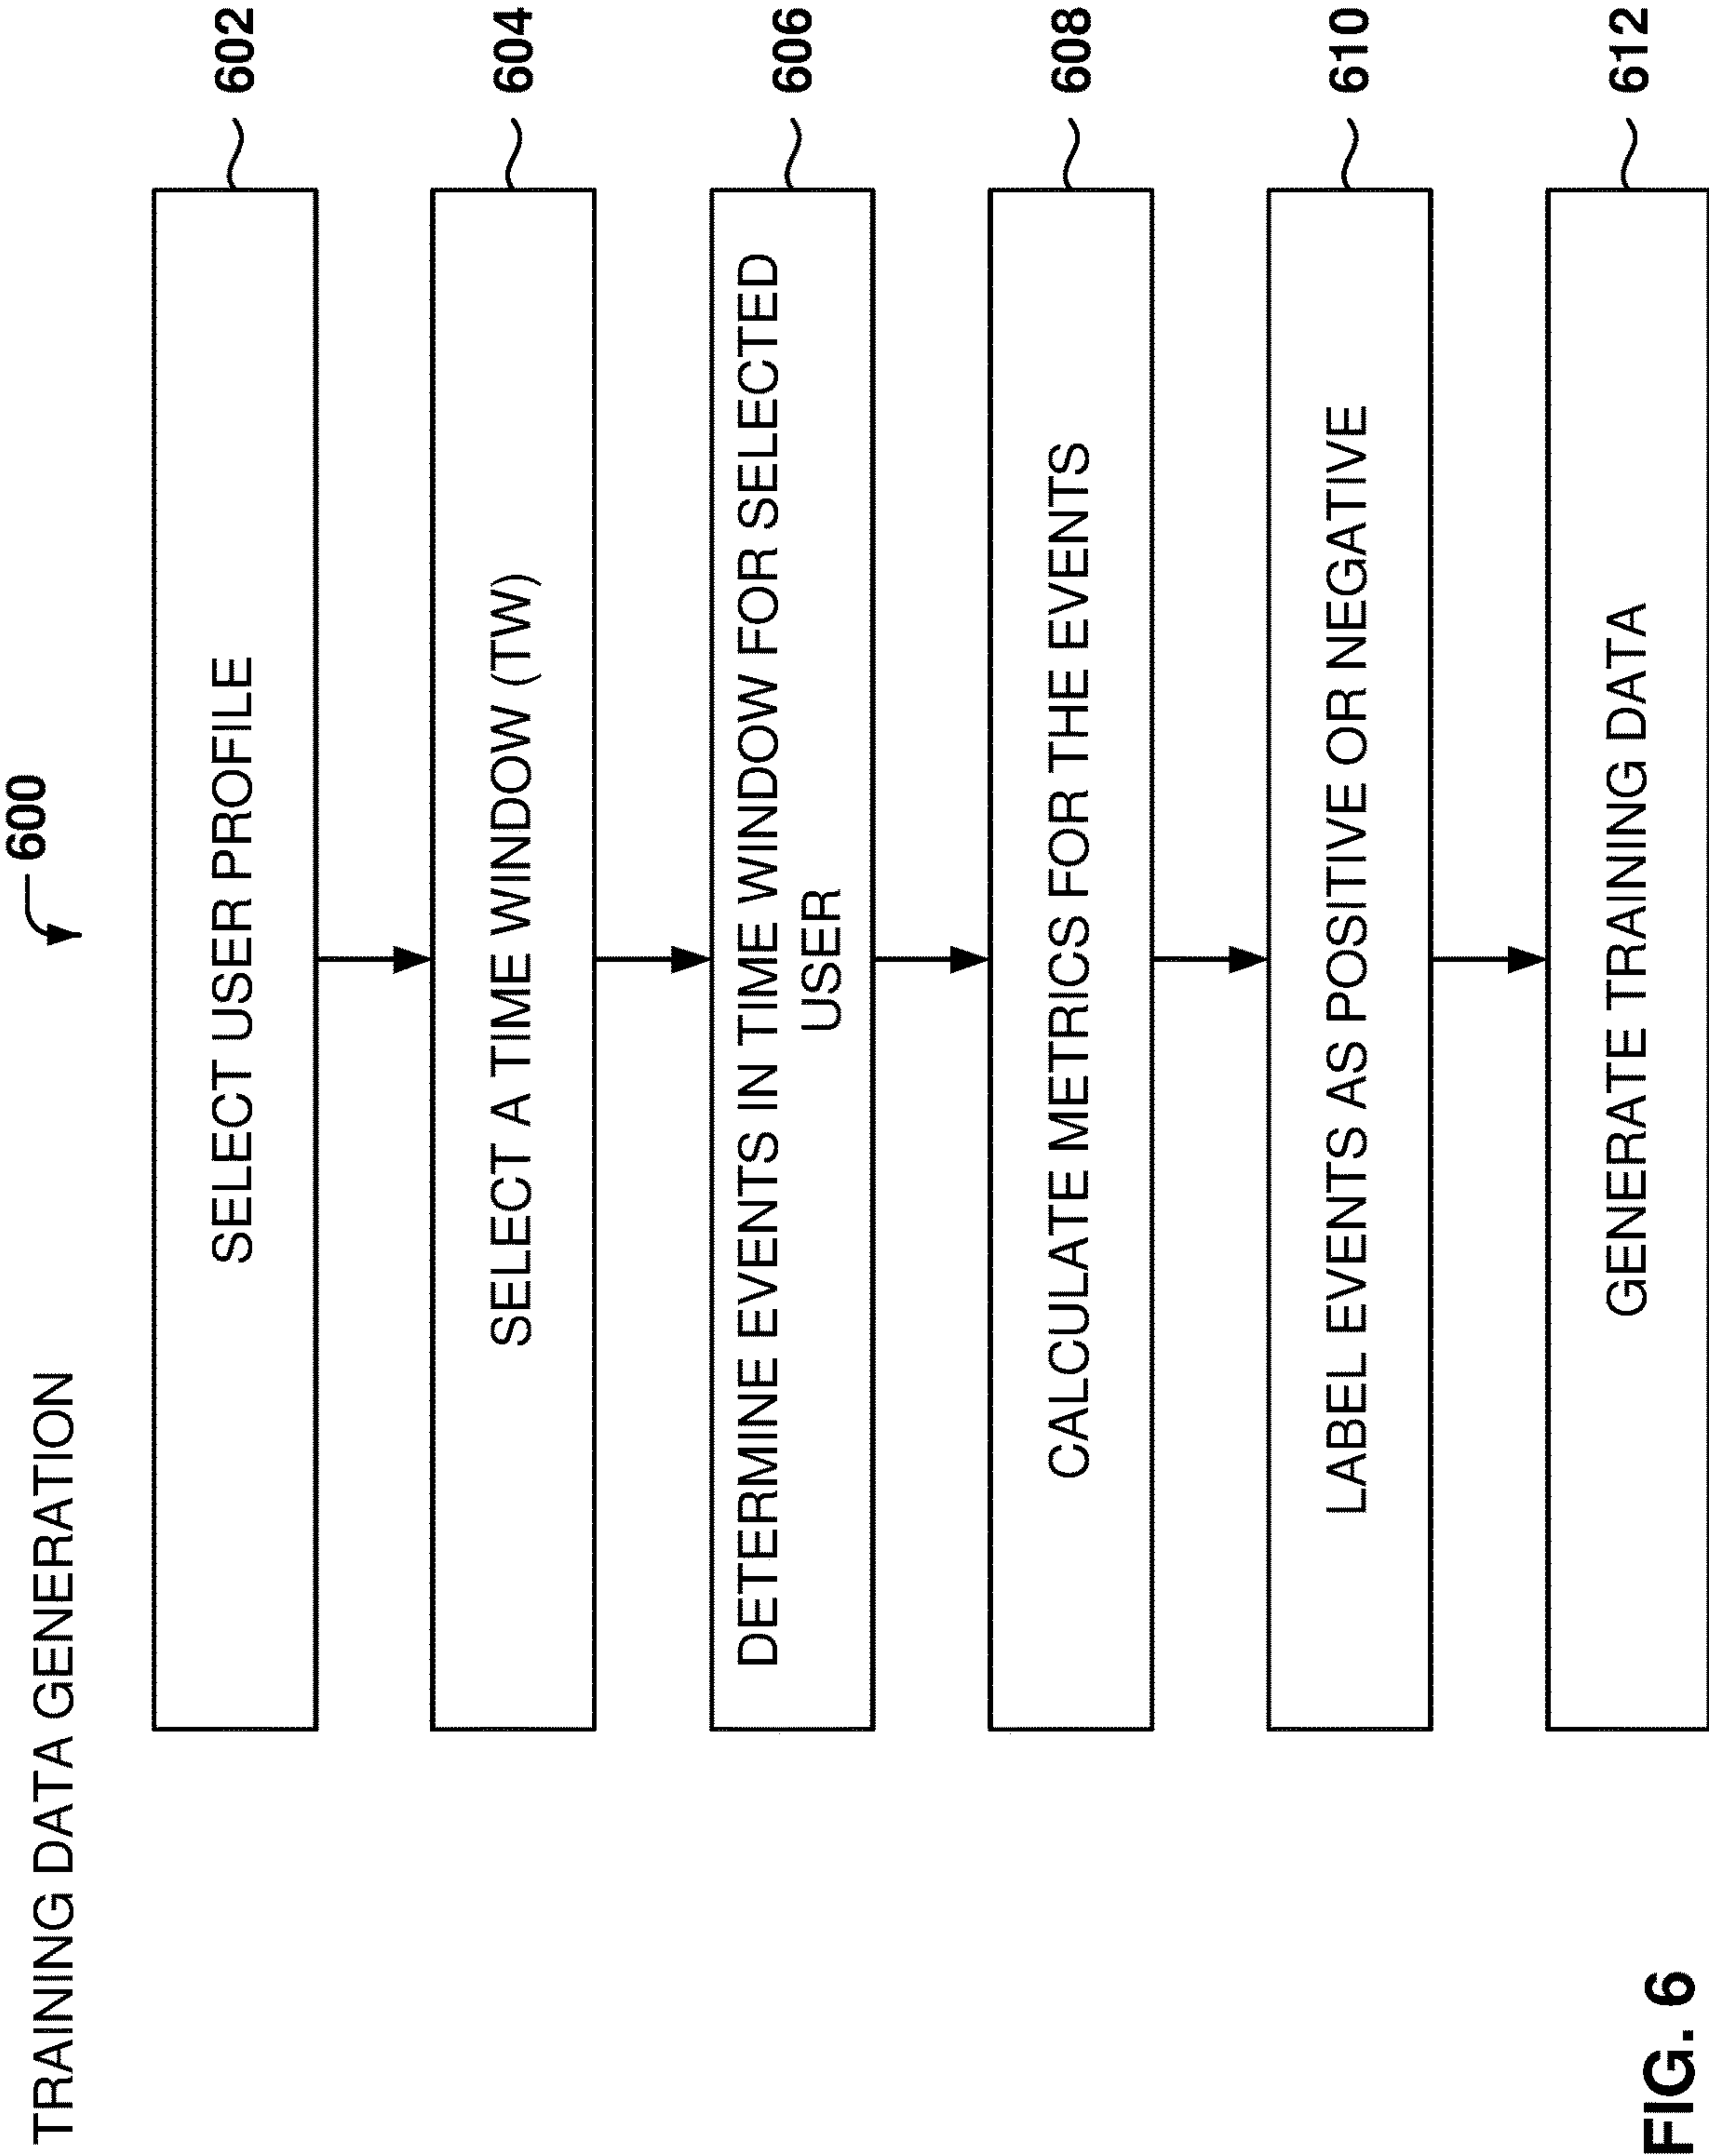 TRAINING DATA GENERATION
600
SELECT USER PROFILE
602
SELECT A TIME WINDOW (TW)
604
DETERMINE EVENTS IN TIME WINDOW FOR SELECTED
USER
606
CALCULATE METRICS FOR THE EVENTS
608
LABEL EVENTS AS POSITIVE OR NEGATIVE
610
GENERATE TRAINING DATA
612
FIG. 6